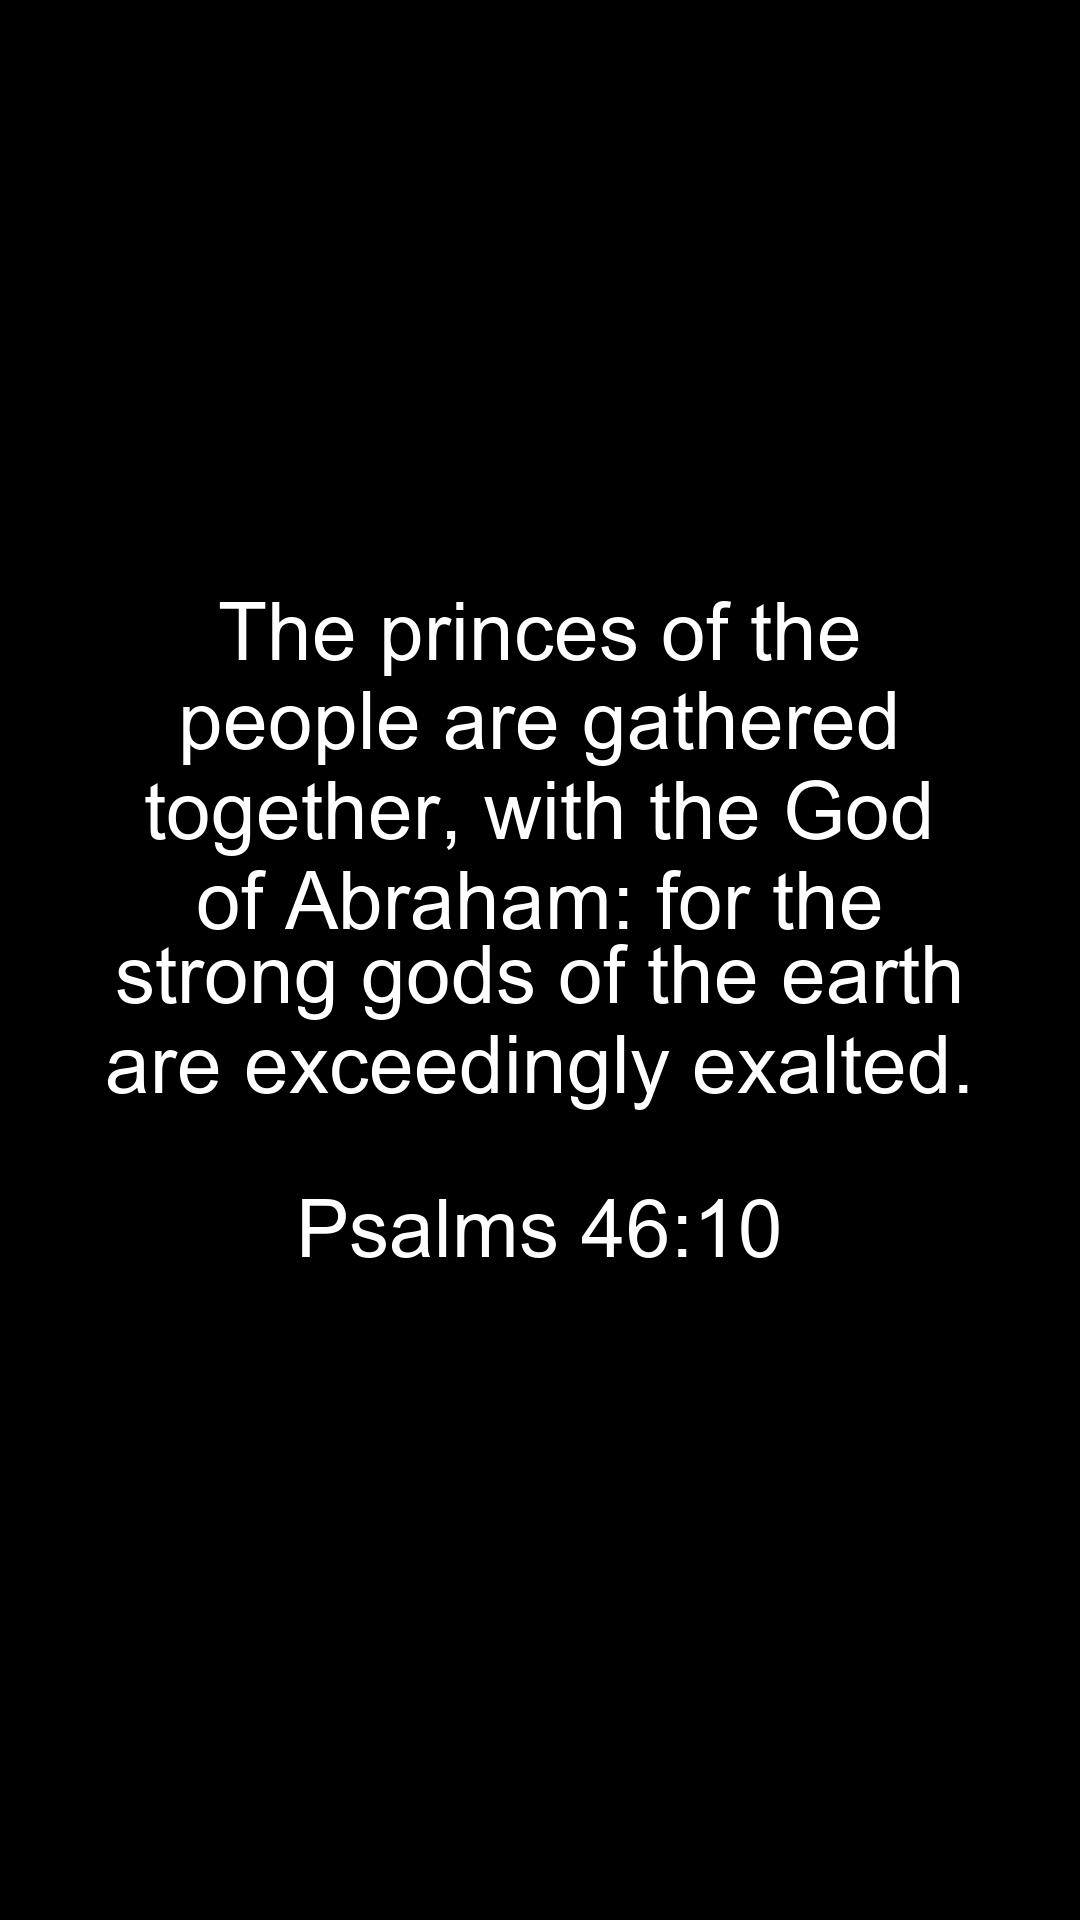 The princes of the
people are gathered
together, with the God
of Abraham: for the
strong gods of the earth
are exceedingly exalted.
Psalms 46:10